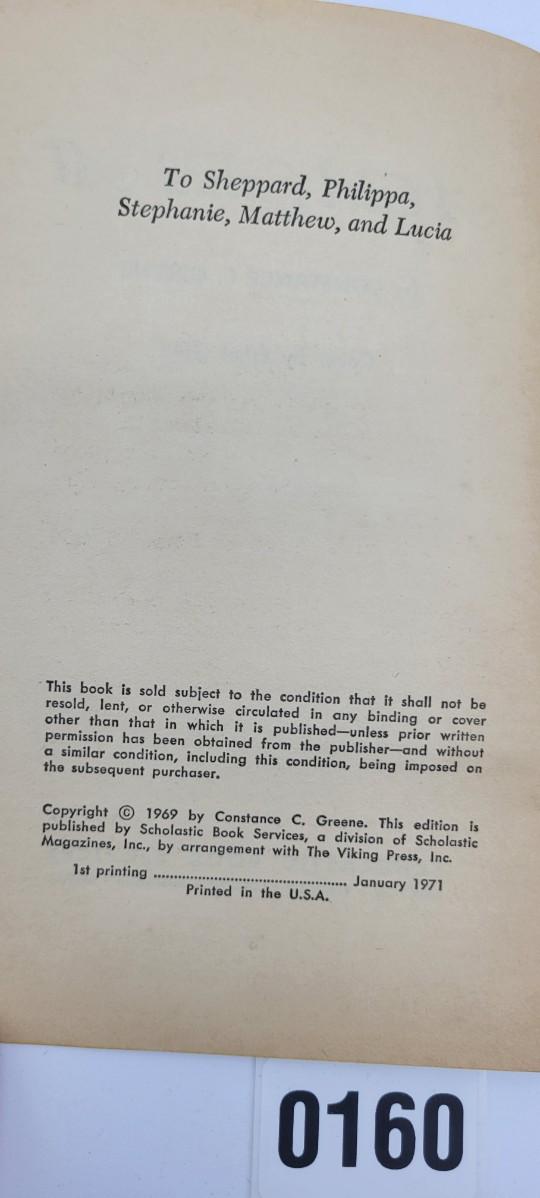 To Sheppard, Philippa,
Stephanie, Matthew, and Lucia
This book is sold subject to the condition that it shall not be
resold, lent, or otherwise circulated in any binding or cover
other than that in which it is published—unless prior written
permission has been obtained from the publisher—and without
a similar condition, including this condition, being imposed on
the subsequent purchaser.
Copyright © 1969 by Constance C. Greene. This edition is
published by Scholastic Book Services, a division of Scholastic
Magazines, Inc., by arrangement with The Viking Press, Inc.
1st printing ................................................ January 1971
Printed in the U.S.A.
0160